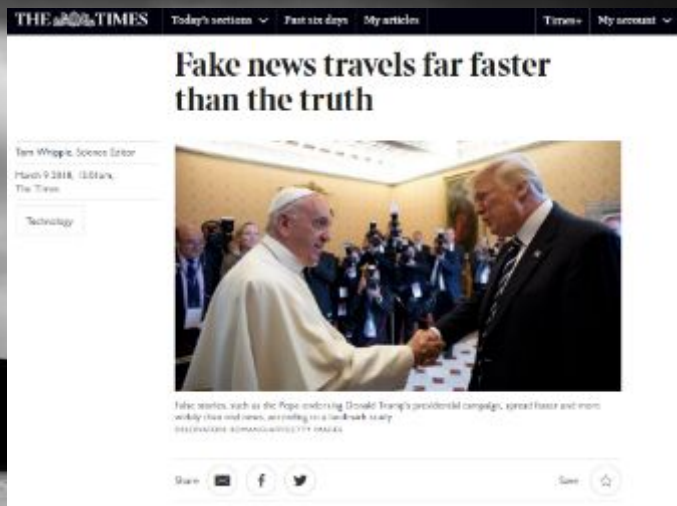 THE TIMES
Today's sections
Past six days
My articles
Times+
My account
Fake news travels far faster
than the truth
Tom Whipple, Science Editor
March 9 2018, 12:01am,
The Times
Technology
False stories, such as the Pope endorsing Donald Trump's presidential campaign, spread faster and more
widely than real news, according to a landmark study
Share
Save